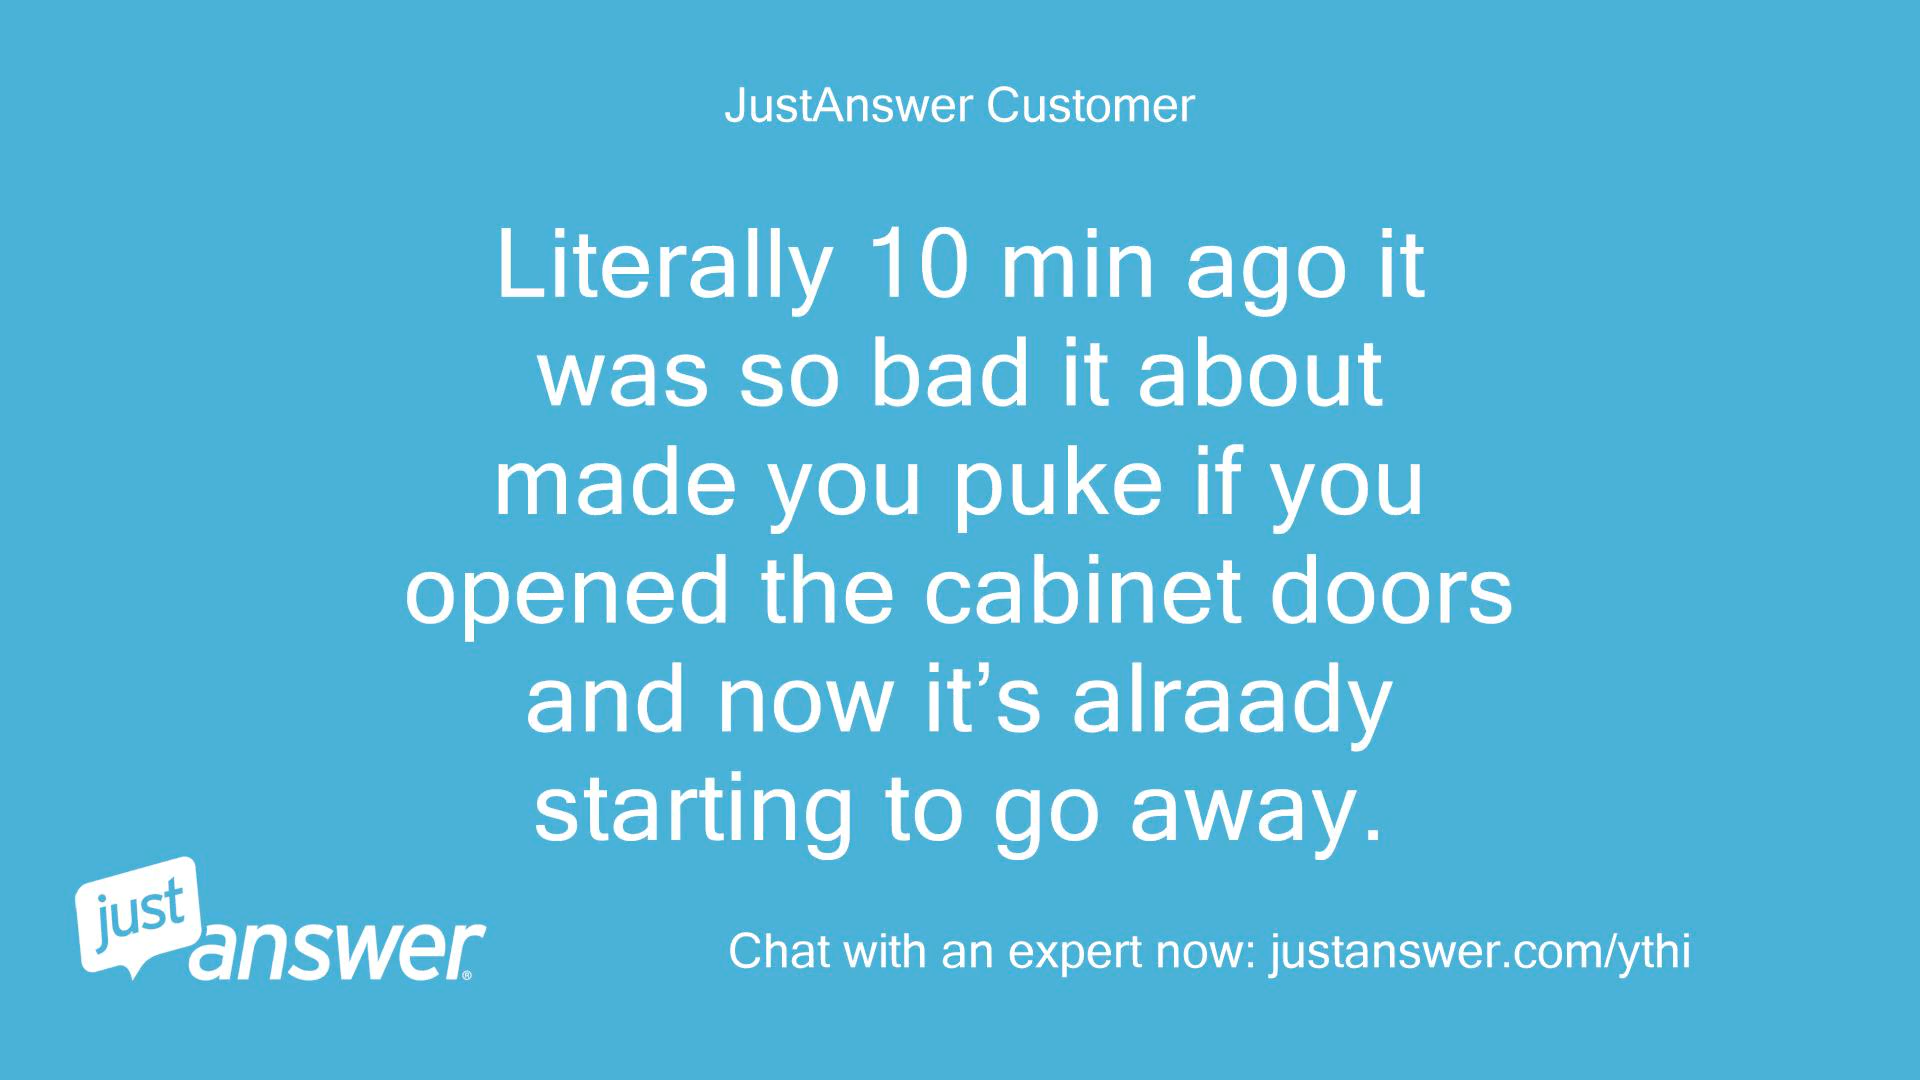 JustAnswer Customer
Literally 10 min ago it
was so bad it about
made you puke if you
opened the cabinet doors
and now it’s alraady
starting to go away.
just
answer®
Chat with an expert now: justanswer.com/ythi